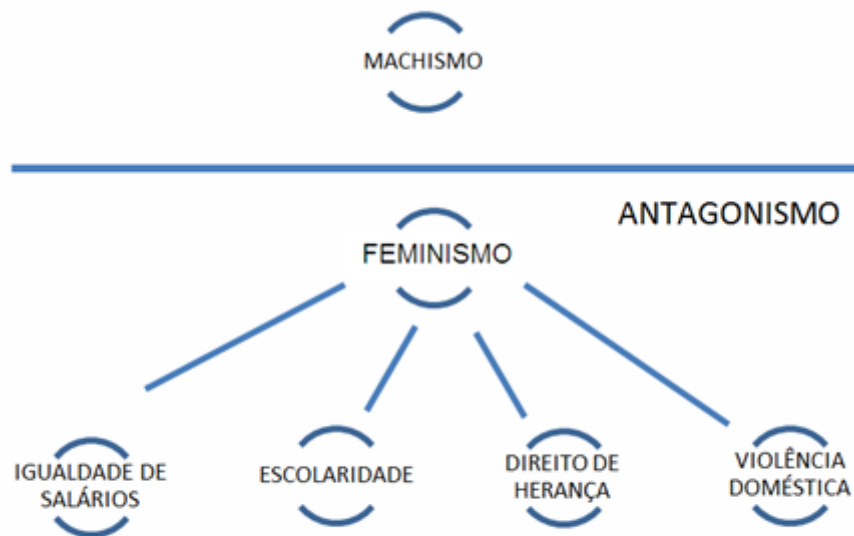 MACHISMO
ANTAGONISMO
FEMINISMO
IGUALDADE DE
SALÁRIOS
ESCOLARIDADE
DIREITO DE
HERANÇA
VIOLÊNCIA
DOMÉSTICA